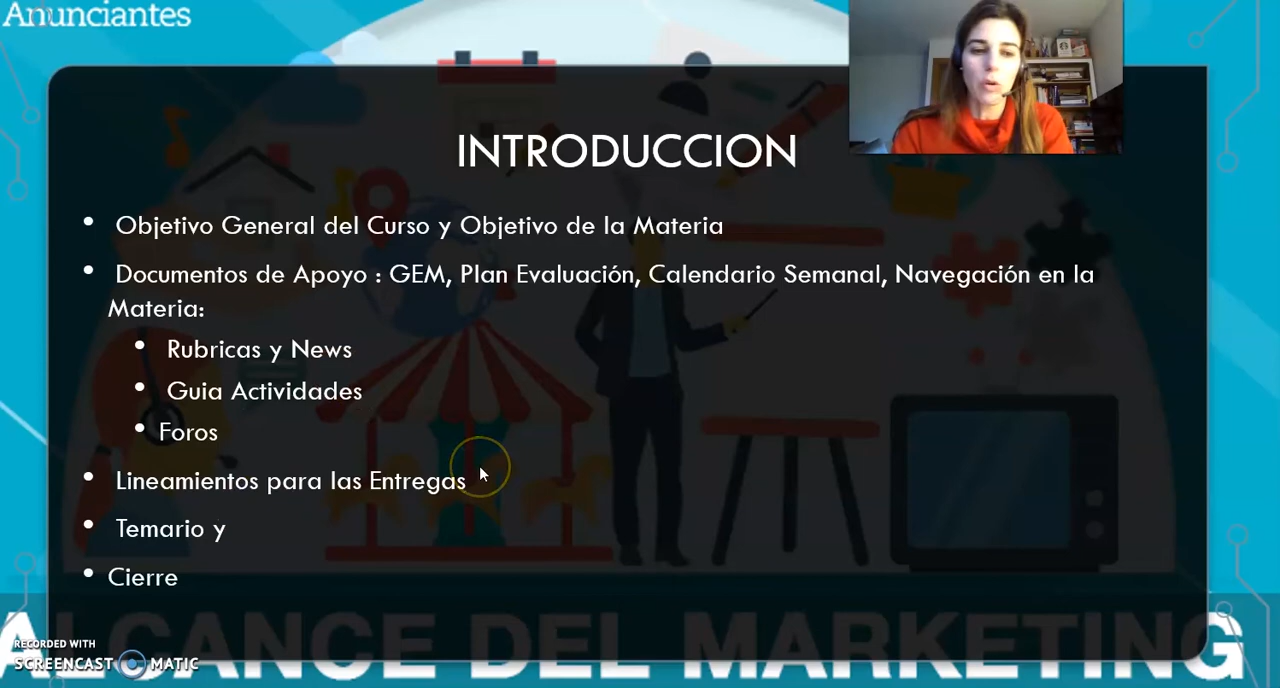 Anunciantes
INTRODUCCION
• Objetivo General del Curso y Objetivo de la Materia
• Documentos de Apoyo : GEM, Plan Evaluación, Calendario Semanal, Navegación en la
Materia:
• Rubricas y News
• Guia Actividades
• Foros
• Lineamientos para las Entregas
• Temario y
• Cierre
ALCANCE DEL MARKETING
RECORDED WITH
SCREENCAST MATIC